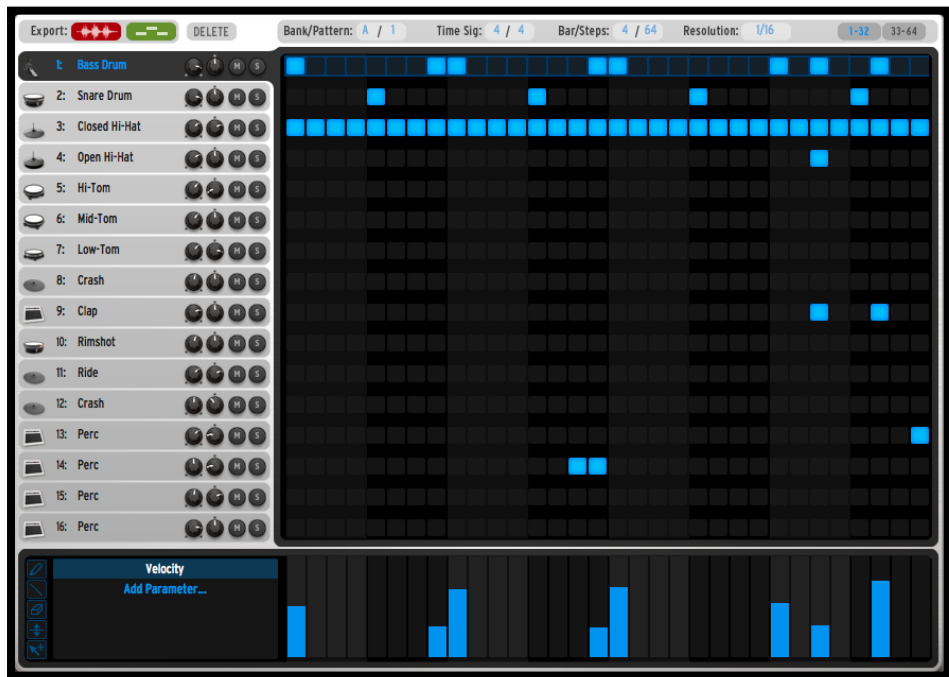 Export: DELETE Bank/Pattern: A / 1 Time Sig: 4 / 4 Bar/Steps: 4 / 64 Resolution: 1/16 1-32 33-64
1: Bass Drum M S
2: Snare Drum M S
3: Closed Hi-Hat M S
4: Open Hi-Hat M S
5: Hi-Tom M S
6: Mid-Tom M S
7: Low-Tom M S
8: Crash M S
9: Clap M S
10: Rimshot M S
11: Ride M S
12: Crash M S
13: Perc M S
14: Perc M S
15: Perc M S
16: Perc M S
Velocity
Add Parameter...